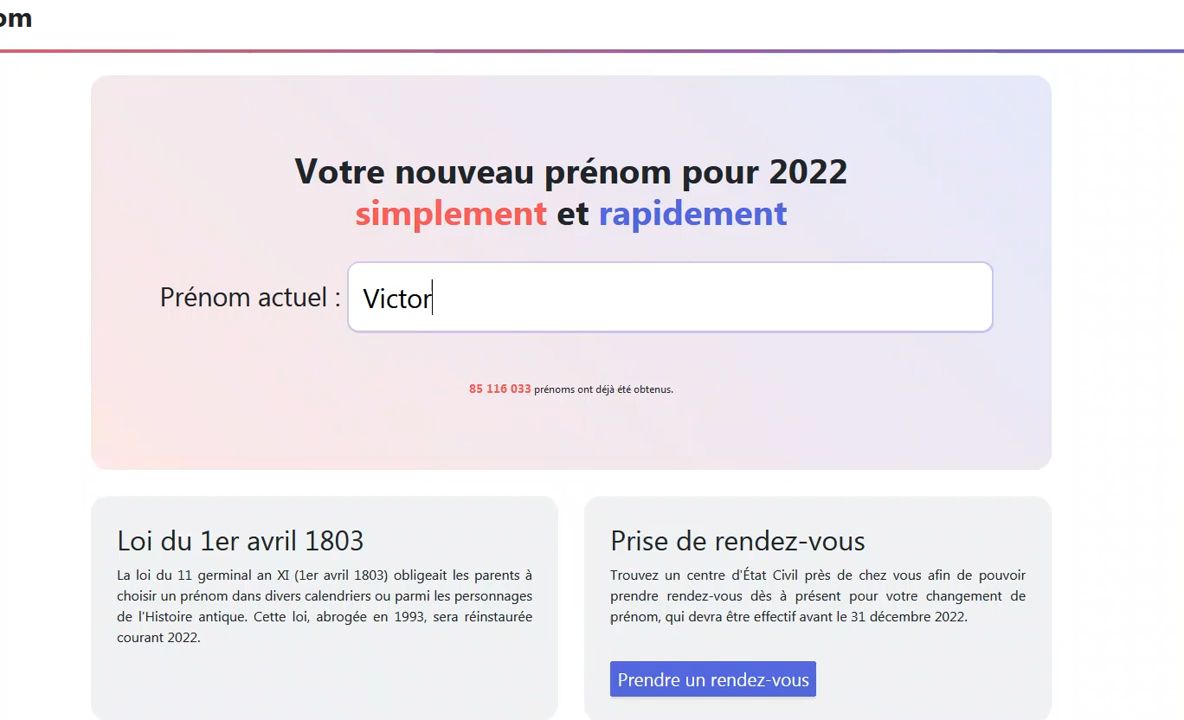 om
Votre nouveau prénom pour 2022
simplement et rapidement
Prénom actuel : Victor
85 116 033 prénoms ont déjà été obtenus.
Loi du 1er avril 1803
La loi du 11 germinal an XI (1er avril 1803) obligeait les parents à
choisir un prénom dans divers calendriers ou parmi les personnages
de l'Histoire antique. Cette loi, abrogée en 1993, sera réinstaurée
courant 2022.
Prise de rendez-vous
Trouvez un centre d'État Civil près de chez vous afin de pouvoir
prendre rendez-vous dès à présent pour votre changement de
prénom, qui devra être effectif avant le 31 décembre 2022.
Prendre un rendez-vous